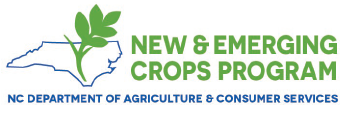 NEW & EMERGING
CROPS PROGRAM
NC DEPARTMENT OF AGRICULTURE & CONSUMER SERVICES